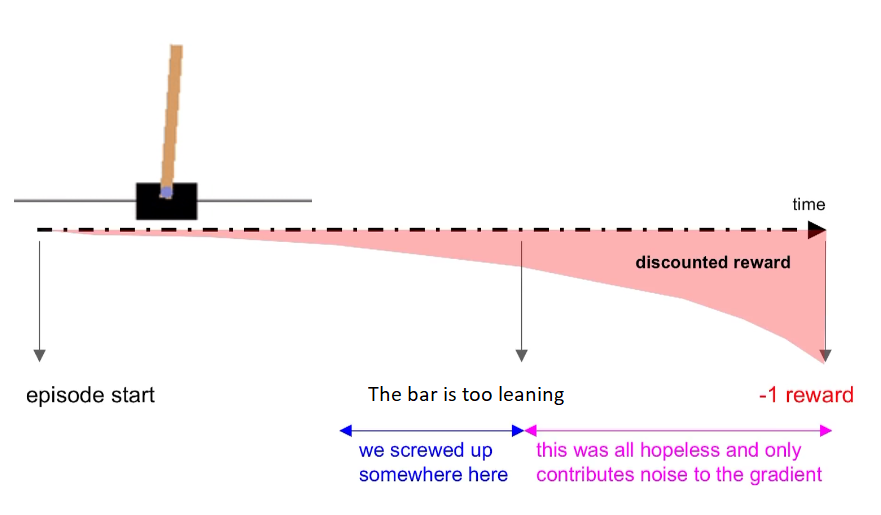 time
discounted reward
episode start
The bar is too leaning
-1 reward
we screwed up
somewhere here
this was all hopeless and only
contributes noise to the gradient